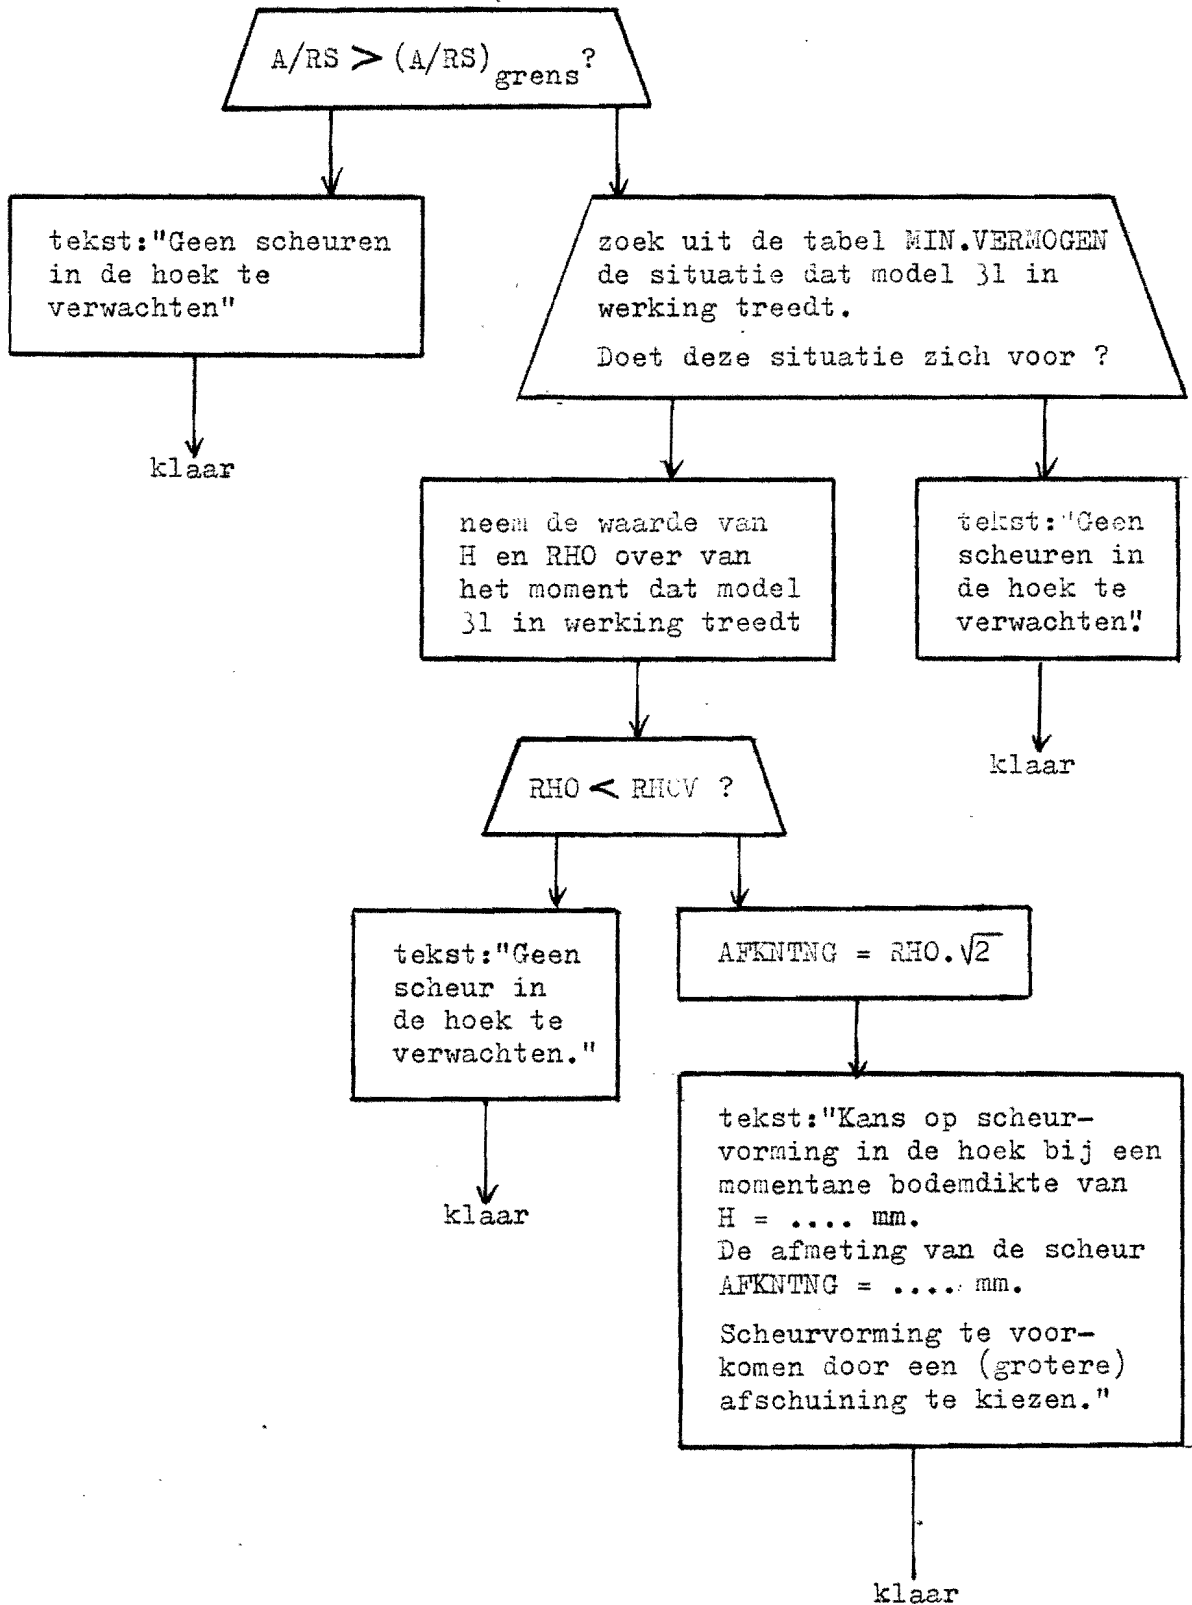 A/RS > (A/RS)grens?
tekst:"Geen scheuren
in de hoek te
verwachten"
klaar
zoek uit de tabel MIN.VERMOGEN
de situatie dat model 31 in
werking treedt.
Doet deze situatie zich voor ?
neem de waarde van
H en RHO over van
het moment dat model
31 in werking treedt
tekst:"Geen
scheuren in
de hoek te
verwachten".
klaar
RHO < RHOV ?
tekst:"Geen
scheur in
de hoek te
verwachten."
klaar
AFKNTNG = RHO.√2
tekst:"Kans op scheur-
vorming in de hoek bij een
momentane bodemdikte van
H = .... mm.
De afmeting van de scheur
AFKNTNG = .... mm.
Scheurvorming te voor-
komen door een (grotere)
afschuining te kiezen."
klaar